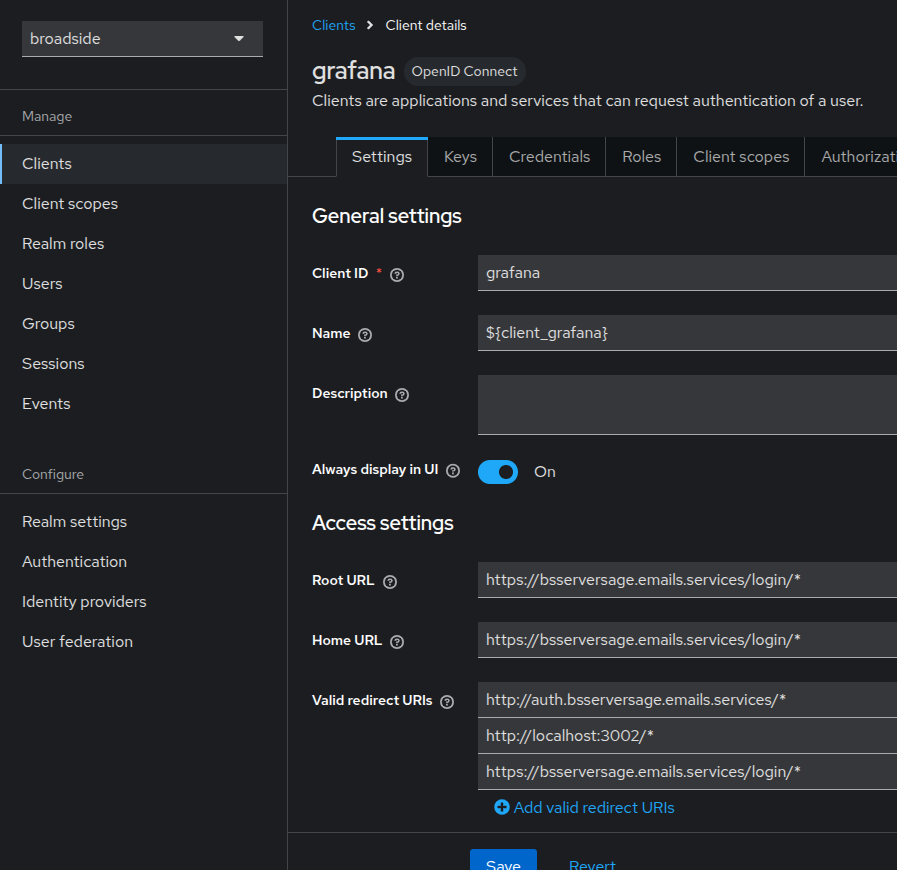 broadside
Manage
Clients
Client scopes
Realm roles
Users
Groups
Sessions
Events
Configure
Realm settings
Authentication
Identity providers
User federation
Clients > Client details
grafana OpenID Connect
Clients are applications and services that can request authentication of a user.
Settings Keys Credentials Roles Client scopes Authorizati
General settings
Client ID * grafana
Name ${client_grafana}
Description
Always display in UI On
Access settings
Root URL https://bsserversage.emails.services/login/*
Home URL https://bsserversage.emails.services/login/*
Valid redirect URIs http://auth.bsserversage.emails.services/*
http://localhost:3002/*
https://bsserversage.emails.services/login/*
Add valid redirect URIs
Save Revert